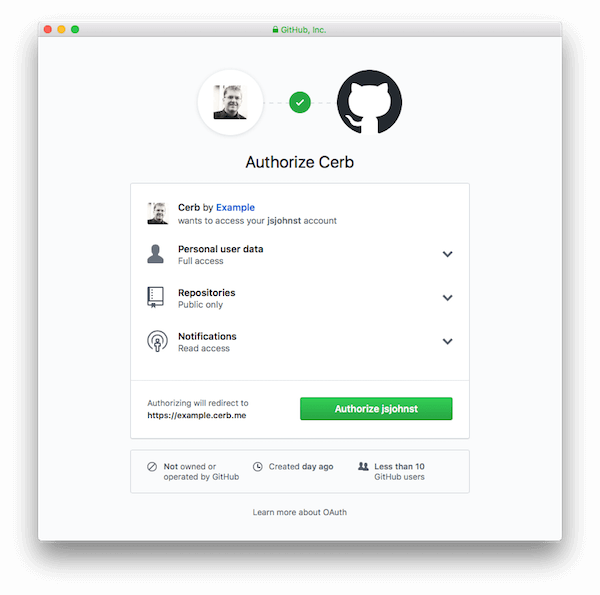 GitHub, Inc.
Authorize Cerb
Cerb by Example
wants to access your jsjohnst account
Personal user data
Full access
Repositories
Public only
Notifications
Read access
Authorizing will redirect to
https://example.cerb.me
Authorize jsjohnst
Not owned or
operated by GitHub
Created day ago
Less than 10
GitHub users
Learn more about OAuth